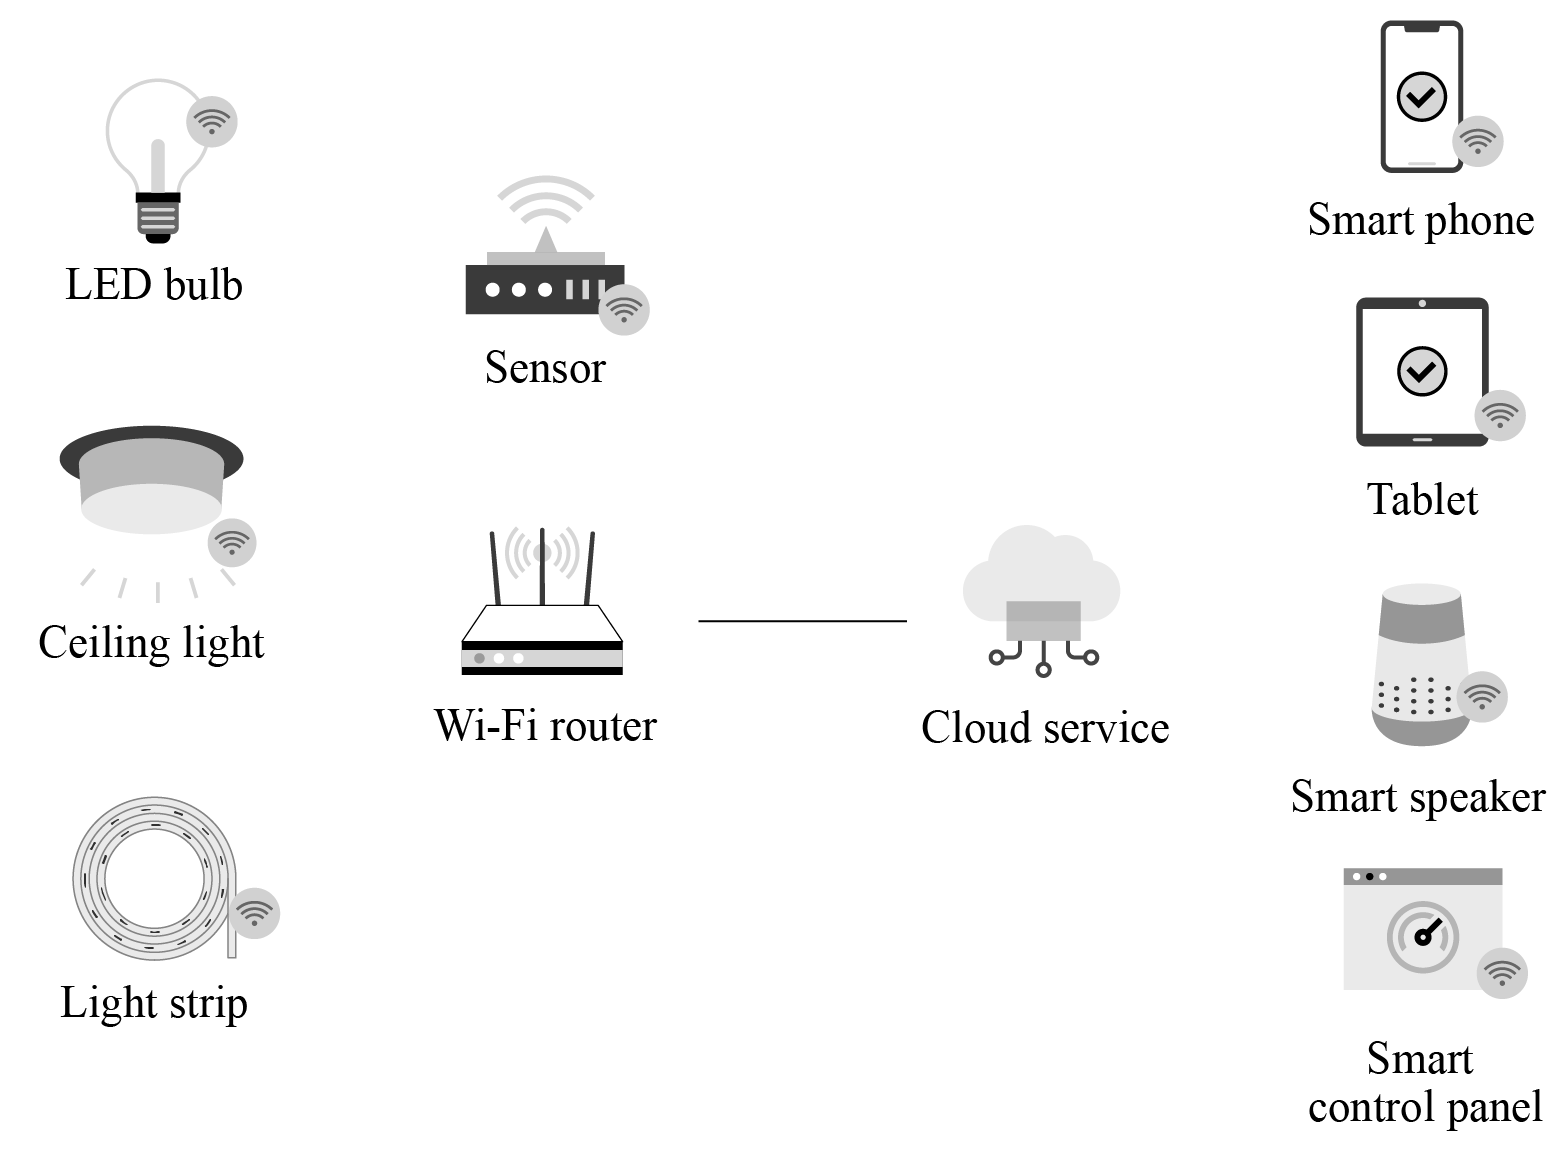 LED bulb
Ceiling light
Light strip
Sensor
Wi-Fi router
Cloud service
Smart phone
Tablet
Smart speaker
Smart
control panel